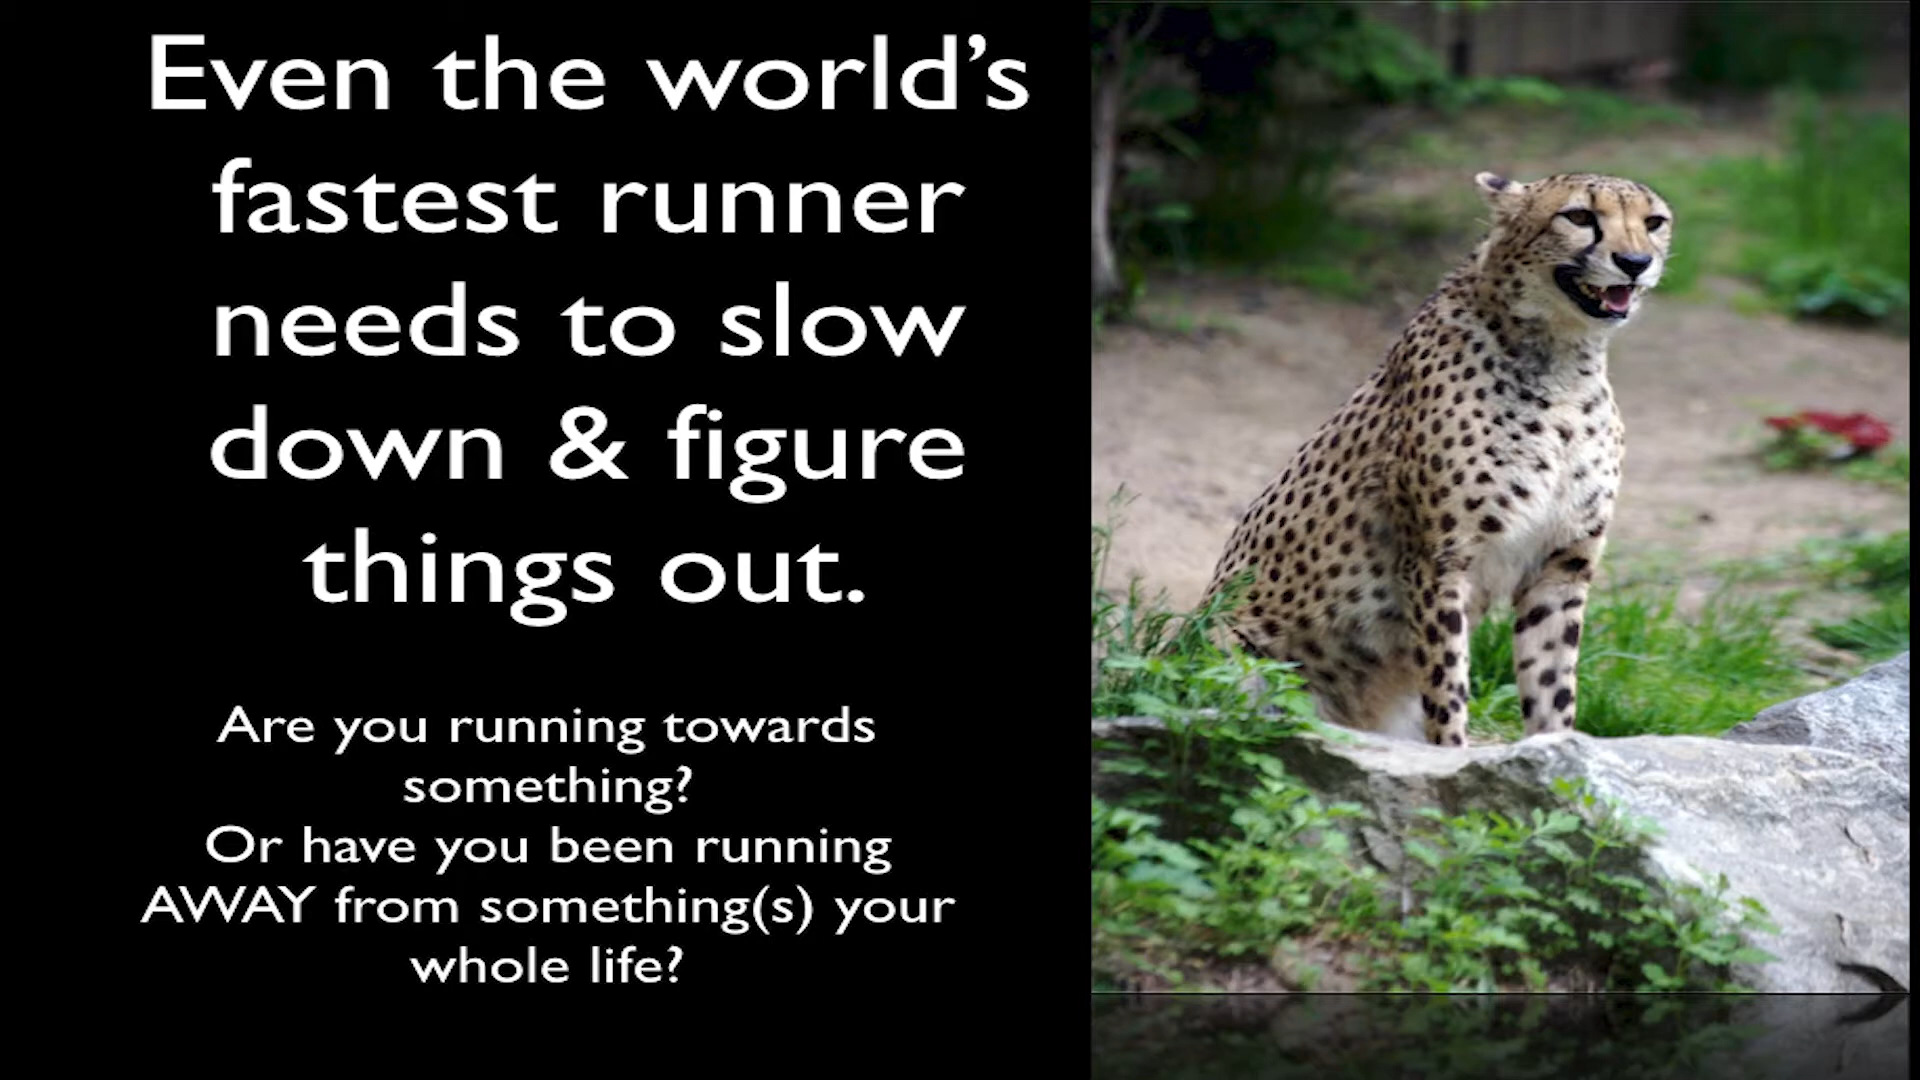 Even the world’s
fastest runner
needs to slow
down & figure
things out.
Are you running towards
something?
Or have you been running
AWAY from something(s) your
whole life?